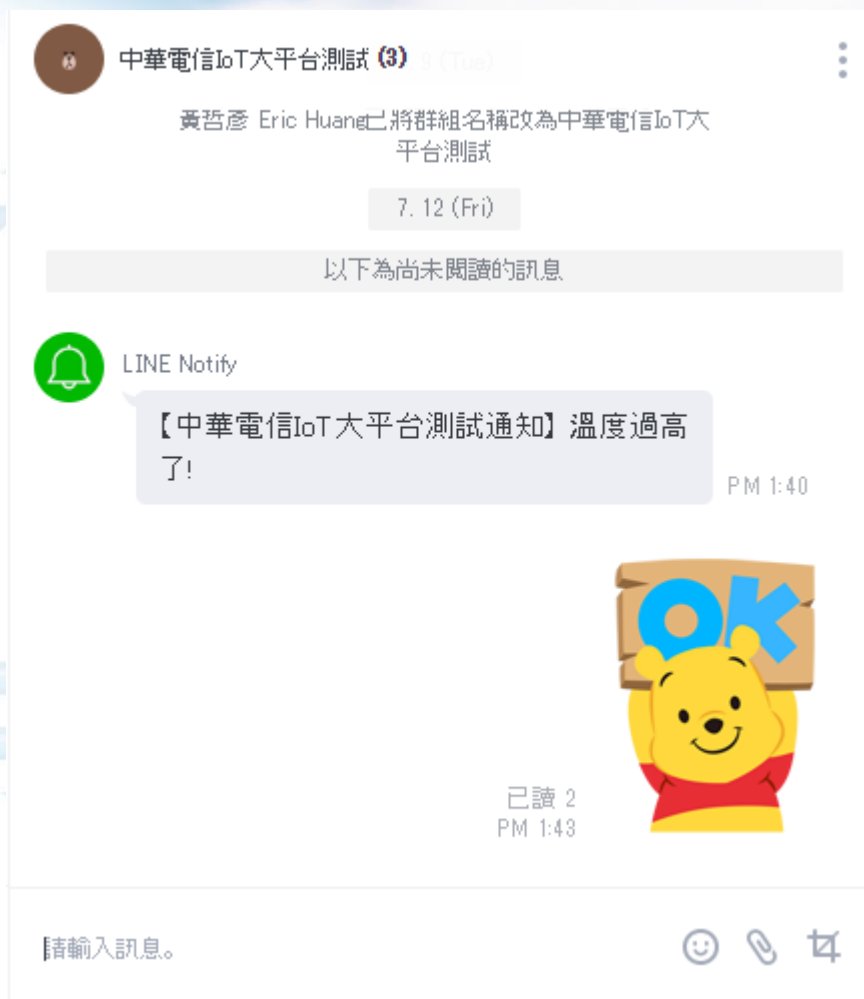 中華電信IoT大平台測試 (3)
黃哲彥 Eric Huang已將群組名稱改為中華電信IoT大
平台測試
7. 12 (Fri)
以下為尚未閱讀的訊息
LINE Notify
【中華電信IoT大平台測試通知】溫度過高
了!
PM 1:40
OK
已讀 2
PM 1:43
請輸入訊息。